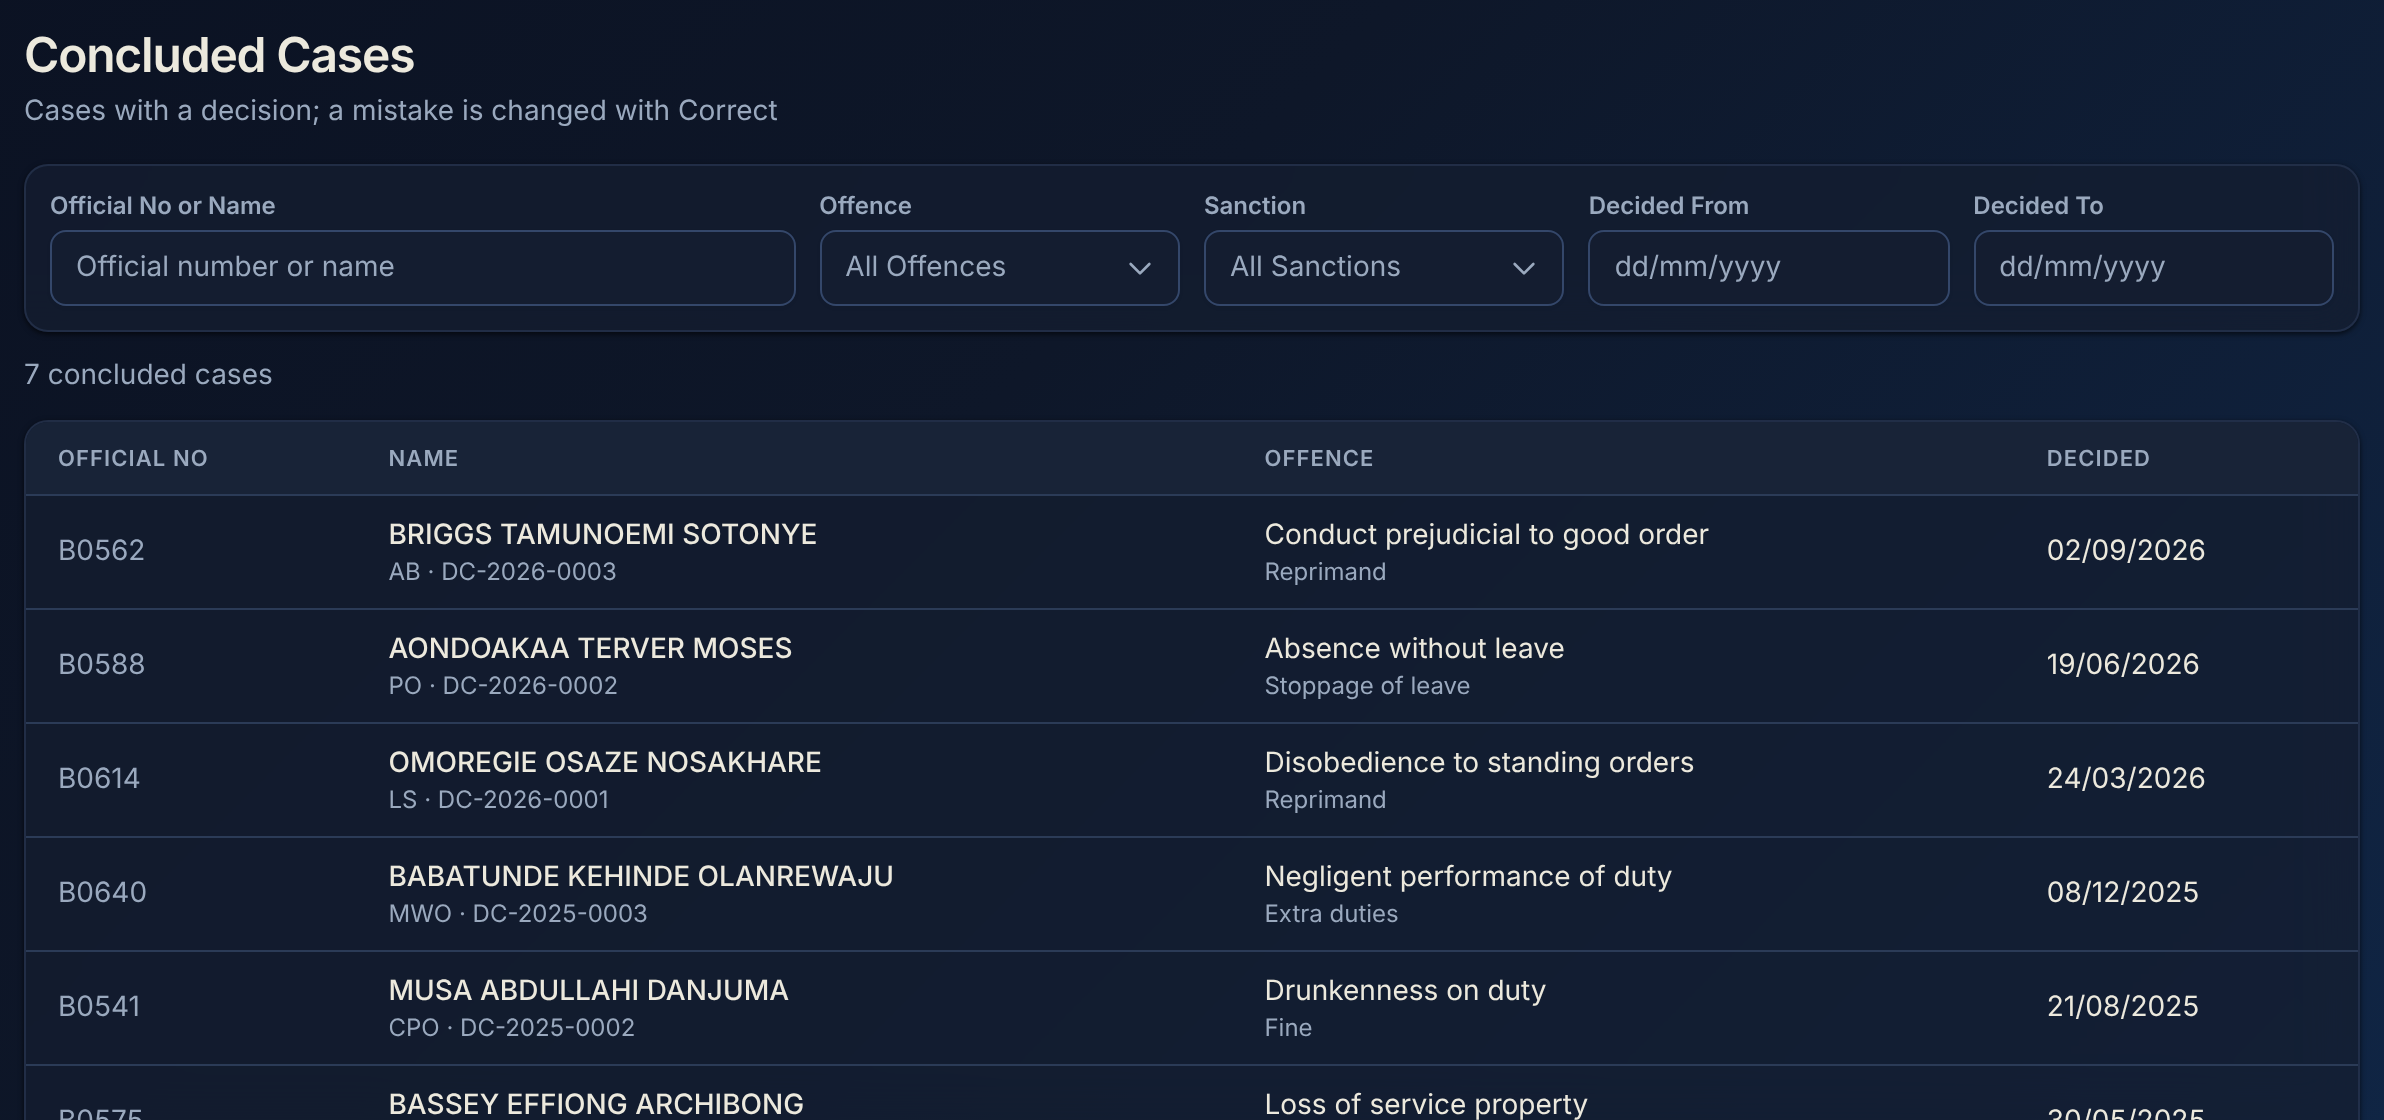 Concluded Cases
Cases with a decision; a mistake is changed with Correct
Official No or Name
Offence
Sanction
Decided From
Decided To
Official number or name
All Offences
All Sanctions
dd/mm/yyyy
dd/mm/yyyy
7 concluded cases
OFFICIAL NO
NAME
OFFENCE
DECIDED
B0562
BRIGGS TAMUNOEMI SOTONYE
AB · DC-2026-0003
Conduct prejudicial to good order
Reprimand
02/09/2026
B0588
AONDOAKAA TERVER MOSES
PO · DC-2026-0002
Absence without leave
Stoppage of leave
19/06/2026
B0614
OMOREGIE OSAZE NOSAKHARE
LS · DC-2026-0001
Disobedience to standing orders
Reprimand
24/03/2026
B0640
BABATUNDE KEHINDE OLANREWAJU
MWO · DC-2025-0003
Negligent performance of duty
Extra duties
08/12/2025
B0541
MUSA ABDULLAHI DANJUMA
CPO · DC-2025-0002
Drunkenness on duty
Fine
21/08/2025
B0575
BASSEY EFFIONG ARCHIBONG
Loss of service property
30/05/2025